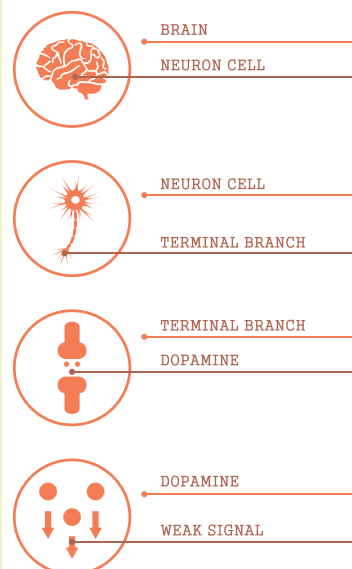 BRAIN
NEURON CELL
NEURON CELL
TERMINAL BRANCH
TERMINAL BRANCH
DOPAMINE
DOPAMINE
WEAK SIGNAL